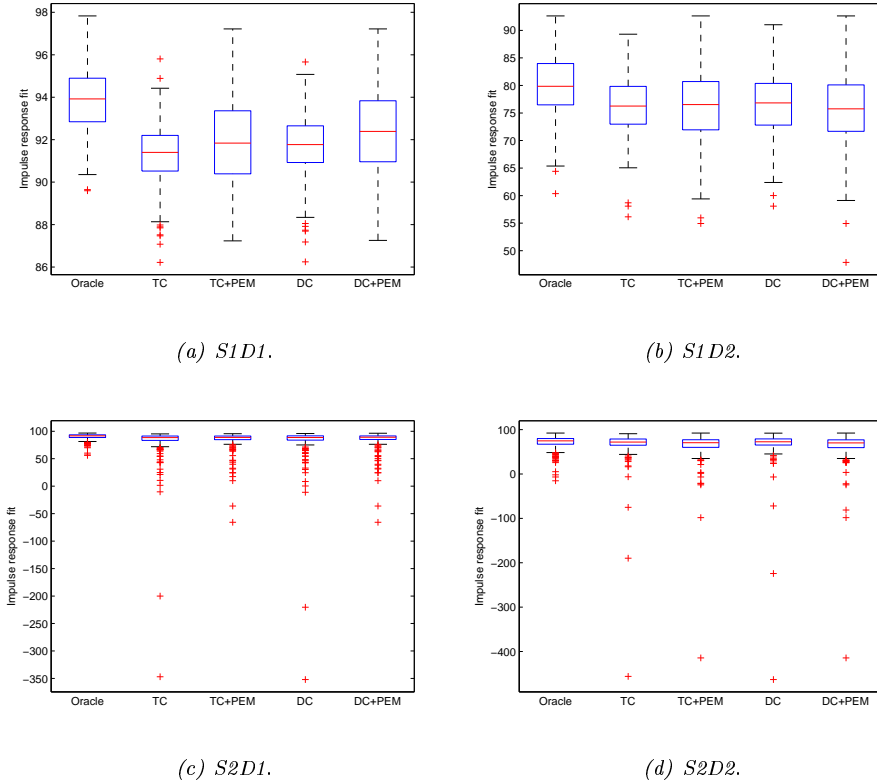 98
96
94
92
90
88
86
Impulse response fit
Oracle TC TC+PEM DC DC+PEM
(a) S1D1.
90
85
80
75
70
65
60
55
50
Impulse response fit
Oracle TC TC+PEM DC DC+PEM
(b) S1D2.
100
50
0
−50
−100
−150
−200
−250
−300
−350
Impulse response fit
Oracle TC TC+PEM DC DC+PEM
(c) S2D1.
100
0
−100
−200
−300
−400
Impulse response fit
Oracle TC TC+PEM DC DC+PEM
(d) S2D2.